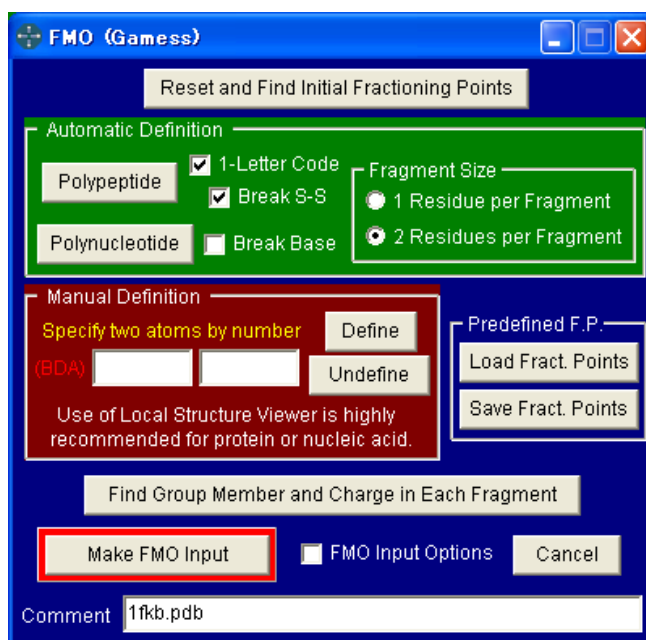 FMO (Gamess)
Reset and Find Initial Fractioning Points
Automatic Definition
Polypeptide
1-Letter Code
Break S-S
Polynucleotide
Break Base
Fragment Size
1 Residue per Fragment
2 Residues per Fragment
Manual Definition
Specify two atoms by number
Define
(BDA)
Undefine
Use of Local Structure Viewer is highly
recommended for protein or nucleic acid.
Predefined F.P.
Load Fract. Points
Save Fract. Points
Find Group Member and Charge in Each Fragment
Make FMO Input
FMO Input Options
Cancel
Comment 1fkb.pdb